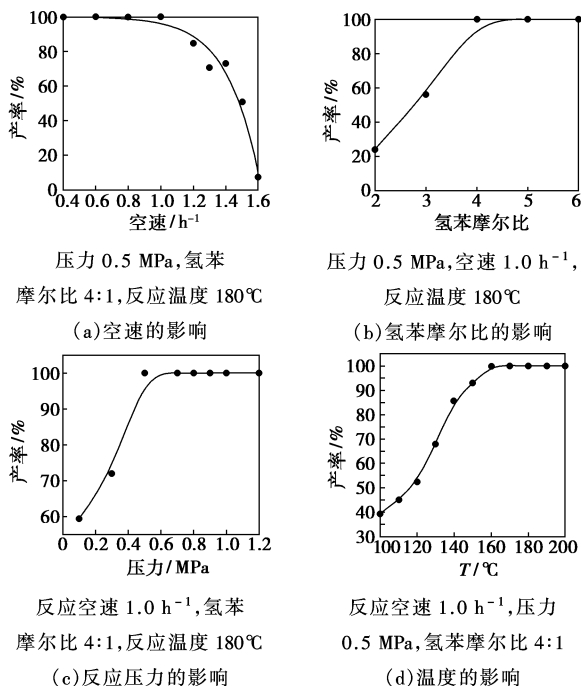 产率/%
100
80
60
40
20
0
0.4 0.6 0.8 1.0 1.2 1.4 1.6
空速/h⁻¹
压力0.5 MPa,氢苯
摩尔比4∶1,反应温度180℃
(a)空速的影响
产率/%
100
80
60
40
20
0
2 3 4 5 6
氢苯摩尔比
压力0.5 MPa,空速1.0 h⁻¹,
反应温度180℃
(b)氢苯摩尔比的影响
产率/%
100
90
80
70
60
0 0.2 0.4 0.6 0.8 1.0 1.2
压力/MPa
反应空速1.0 h⁻¹,氢苯
摩尔比4∶1,反应温度180℃
(c)反应压力的影响
产率/%
100
90
80
70
60
50
40
30
100 120 140 160 180 200
T/℃
反应空速1.0 h⁻¹,压力
0.5 MPa,氢苯摩尔比4∶1
(d)温度的影响